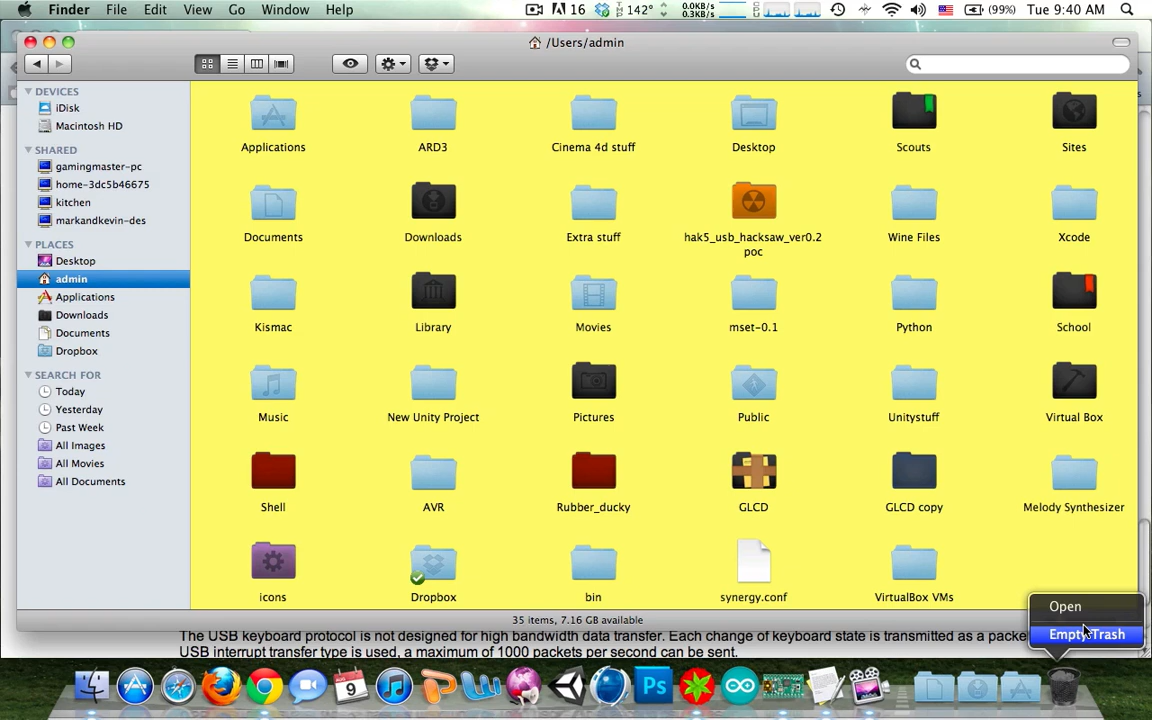 Finder File Edit View Go Window Help 16 142° 0.0KB/s 0.3KB/s (99%) Tue 9:40 AM
/Users/admin
DEVICES
iDisk
Macintosh HD
SHARED
gamingmaster-pc
home-3dc5b46675
kitchen
markandkevin-des
PLACES
Desktop
admin
Applications
Downloads
Documents
Dropbox
SEARCH FOR
Today
Yesterday
Past Week
All Images
All Movies
All Documents
Applications ARD3 Cinema 4d stuff Desktop Scouts Sites
Documents Downloads Extra stuff hak5_usb_hacksaw_ver0.2 Wine Files Xcode
poc
Kismac Library Movies mset-0.1 Python School
Music New Unity Project Pictures Public Unitystuff Virtual Box
Shell AVR Rubber_ducky GLCD GLCD copy Melody Synthesizer
icons Dropbox bin synergy.conf VirtualBox VMs
35 items, 7.16 GB available
Open
Empty Trash
The USB keyboard protocol is not designed for high bandwidth data transfer. Each change of keyboard state is transmitted as a packet
USB interrupt transfer type is used, a maximum of 1000 packets per second can be sent.
9
Ps